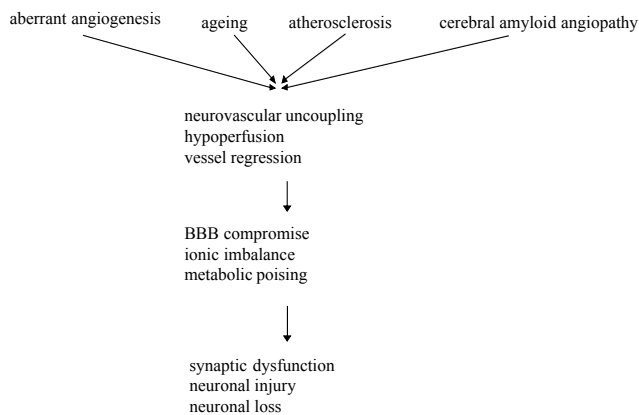 aberrant angiogenesis ageing atherosclerosis cerebral amyloid angiopathy
neurovascular uncoupling
hypoperfusion
vessel regression
BBB compromise
ionic imbalance
metabolic poising
synaptic dysfunction
neuronal injury
neuronal loss